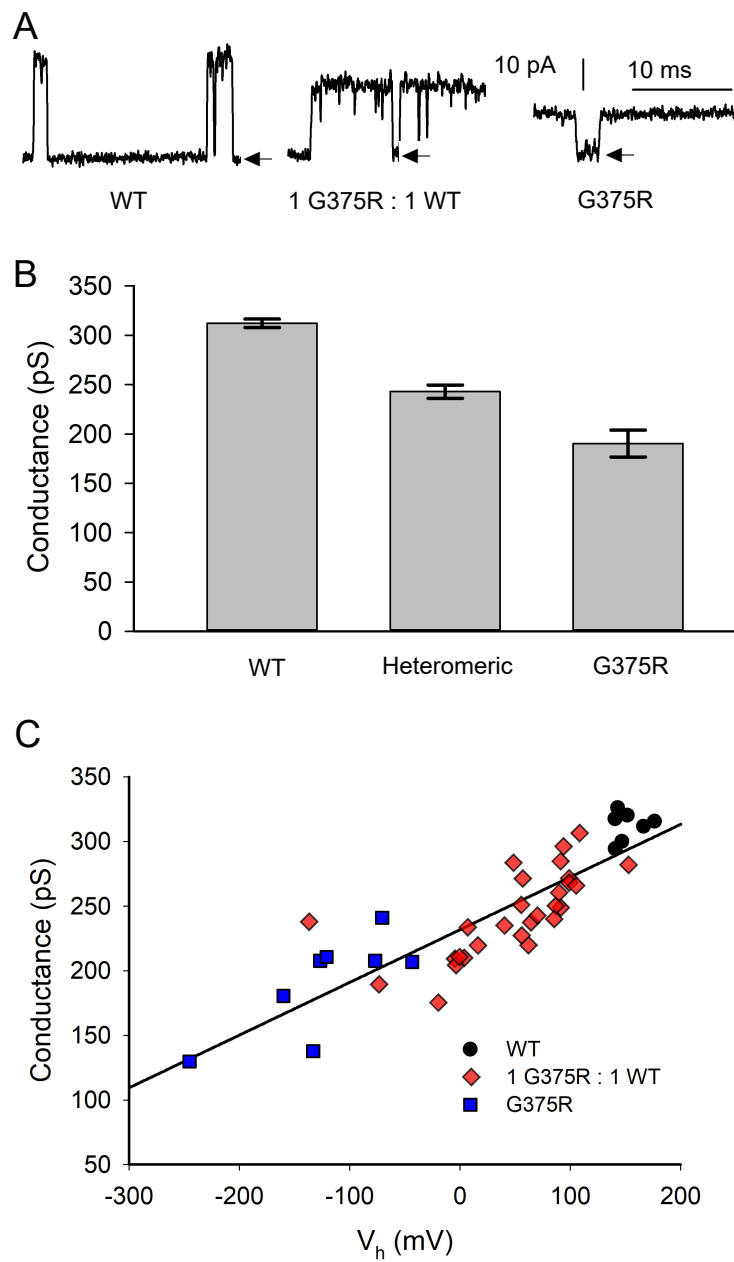 A
10 pA
10 ms
WT
1 G375R : 1 WT
G375R
B
Conductance (pS)
350
300
250
200
150
100
50
0
WT
Heteromeric
G375R
C
Conductance (pS)
350
300
250
200
150
100
50
WT
1 G375R : 1 WT
G375R
-300
-200
-100
0
100
200
Vh (mV)